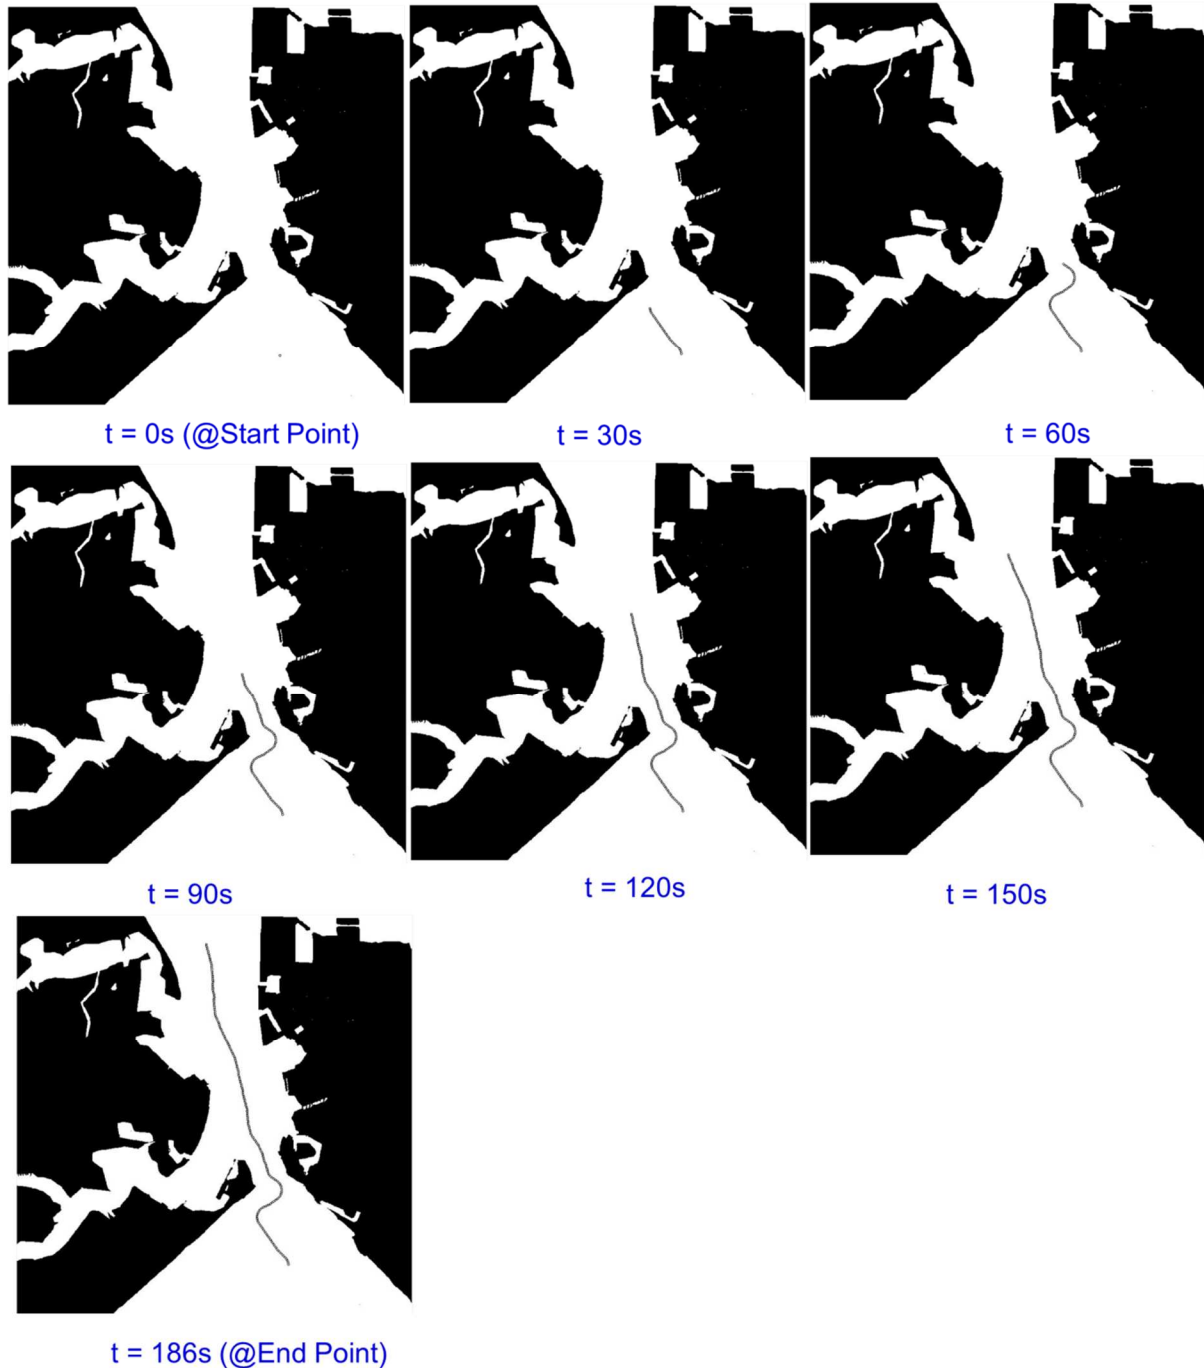 t = 0s (@Start Point)
t = 30s
t = 60s
t = 90s
t = 120s
t = 150s
t = 186s (@End Point)